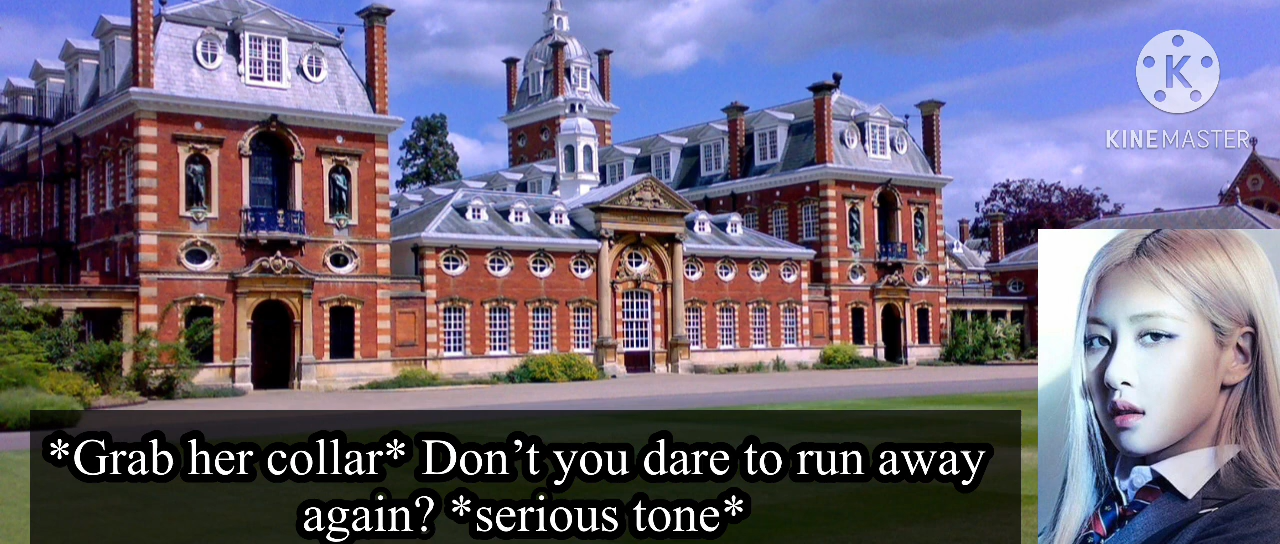 K
KINEMASTER
*Grab her collar* Don’t you dare to run away
again? *serious tone*